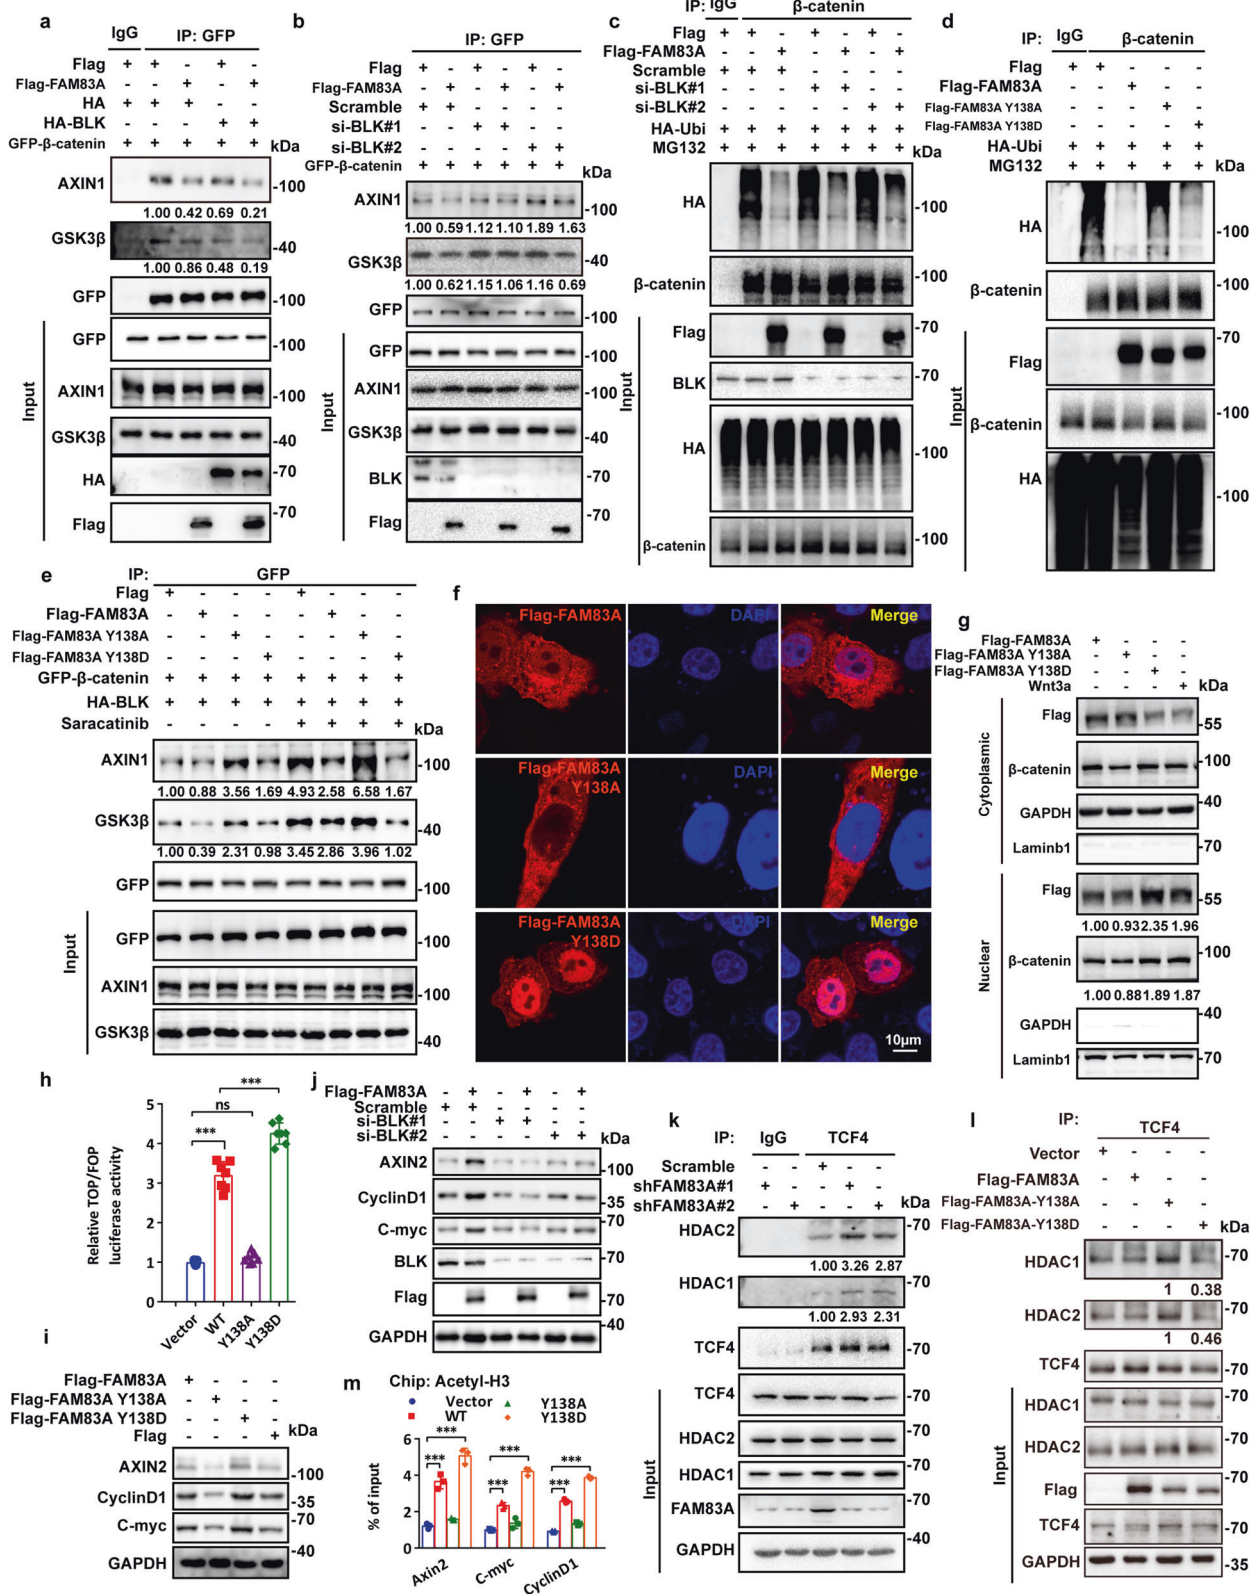 a
IgG IP: GFP
Flag + + - + -
Flag-FAM83A - - + - +
HA + + + - -
HA-BLK - - - + +
GFP-β-catenin + + + + + kDa
AXIN1 -100
1.00 0.42 0.69 0.21
GSK3β -40
1.00 0.86 0.48 0.19
GFP -100
Input
GFP -100
AXIN1 -100
GSK3β -40
HA -70
Flag -70
b
IP: GFP
Flag + - + - + -
Flag-FAM83A - + - + - +
Scramble + + - - - -
si-BLK#1 - - + + - -
si-BLK#2 - - - - + +
GFP-β-catenin + + + + + + kDa
AXIN1 -100
1.00 0.59 1.12 1.10 1.89 1.63
GSK3β -40
1.00 0.62 1.15 1.06 1.16 0.69
GFP -100
Input
GFP -100
AXIN1 -100
GSK3β -40
BLK -70
Flag -70
c
IP: IgG β-catenin
Flag + + - + - + -
Flag-FAM83A - - + - + - +
Scramble + + + - - - -
si-BLK#1 - - - + + - -
si-BLK#2 - - - - - + +
HA-Ubi + + + + + + +
MG132 + + + + + + + kDa
HA -100
β-catenin -100
Input
Flag -70
BLK -70
HA -100
β-catenin -100
d
IP: IgG β-catenin
Flag + + - - -
Flag-FAM83A - - + - -
Flag-FAM83A Y138A - - - + -
Flag-FAM83A Y138D - - - - +
HA-Ubi + + + + +
MG132 + + + + + kDa
HA -100
β-catenin -100
Input
Flag -70
β-catenin -100
HA -100
e
IP: GFP
Flag + - - - + - - -
Flag-FAM83A - + - - - + - -
Flag-FAM83A Y138A - - + - - - + -
Flag-FAM83A Y138D - - - + - - - +
GFP-β-catenin + + + + + + + +
HA-BLK + + + + + + + +
Saracatinib - - - - + + + + kDa
AXIN1 -100
1.00 0.88 3.56 1.69 4.93 2.58 6.58 1.67
GSK3β -40
1.00 0.39 2.31 0.98 3.45 2.86 3.96 1.02
GFP -100
Input
GFP -100
AXIN1 -100
GSK3β -40
f
Flag-FAM83A DAPI Merge
Flag-FAM83A Y138A DAPI Merge
Flag-FAM83A Y138D DAPI Merge
10μm
g
Flag-FAM83A + - - -
Flag-FAM83A Y138A - + - -
Flag-FAM83A Y138D - - + -
Wnt3a - - - + kDa
Cytoplasmic
Flag -55
β-catenin -100
GAPDH -40
Laminb1 -70
Nuclear
Flag -55
1.00 0.93 2.35 1.96
β-catenin -100
1.00 0.88 1.89 1.87
GAPDH -40
Laminb1 -70
h
Relative TOP/FOP
luciferase activity
5
4
3
2
1
0
*** ns ***
Vector WT Y138A Y138D
i
Flag-FAM83A + - - -
Flag-FAM83A Y138A - + - -
Flag-FAM83A Y138D - - + -
Flag - - - + kDa
AXIN2 -100
CyclinD1 -35
C-myc -70
GAPDH -40
j
Flag-FAM83A - + - + - +
Scramble + + - - - -
si-BLK#1 - - + + - -
si-BLK#2 - - - - + + kDa
AXIN2 -100
CyclinD1 -35
C-myc -70
BLK -70
Flag -70
GAPDH -40
k
IP: IgG TCF4
Scramble - - + - -
shFAM83A#1 + - - + -
shFAM83A#2 - + - - + kDa
HDAC2 -70
1.00 3.26 2.87
HDAC1 -70
1.00 2.93 2.31
TCF4 -70
Input
TCF4 -70
HDAC2 -70
HDAC1 -70
FAM83A
GAPDH -40
l
IP: TCF4
Vector + - - -
Flag-FAM83A - + - -
Flag-FAM83A-Y138A - - + -
Flag-FAM83A-Y138D - - - + kDa
HDAC1 -70
1 0.38
HDAC2 -70
1 0.46
TCF4 -70
Input
HDAC1 -70
HDAC2 -70
Flag -70
TCF4 -70
GAPDH -35
m
Chip: Acetyl-H3
Vector Y138A
WT Y138D
% of input
6
4
2
0
*** *** *** *** *** ***
Axin2 C-myc CyclinD1